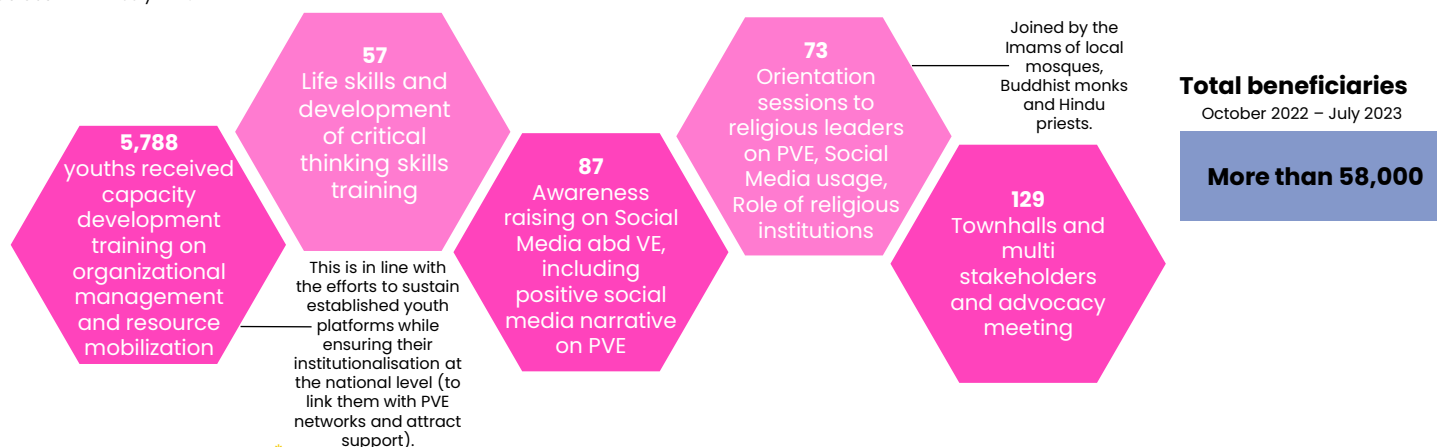 5,788
youths received
capacity
development
training on
organizational
management
and resource
mobilization
57
Life skills and
development
of critical
thinking skills
training
This is in line with
the efforts to sustain
established youth
platforms while
ensuring their
institutionalisation at
the national level (to
link them with PVE
networks and attract
support).
87
Awareness
raising on Social
Media abd VE,
including
positive social
media narrative
on PVE
73
Orientation
sessions to
religious leaders
on PVE, Social
Media usage,
Role of religious
institutions
Joined by the
Imams of local
mosques,
Buddhist monks
and Hindu
priests.
129
Townhalls and
multi
stakeholders
and advocacy
meeting
Total beneficiaries
October 2022 – July 2023
More than 58,000